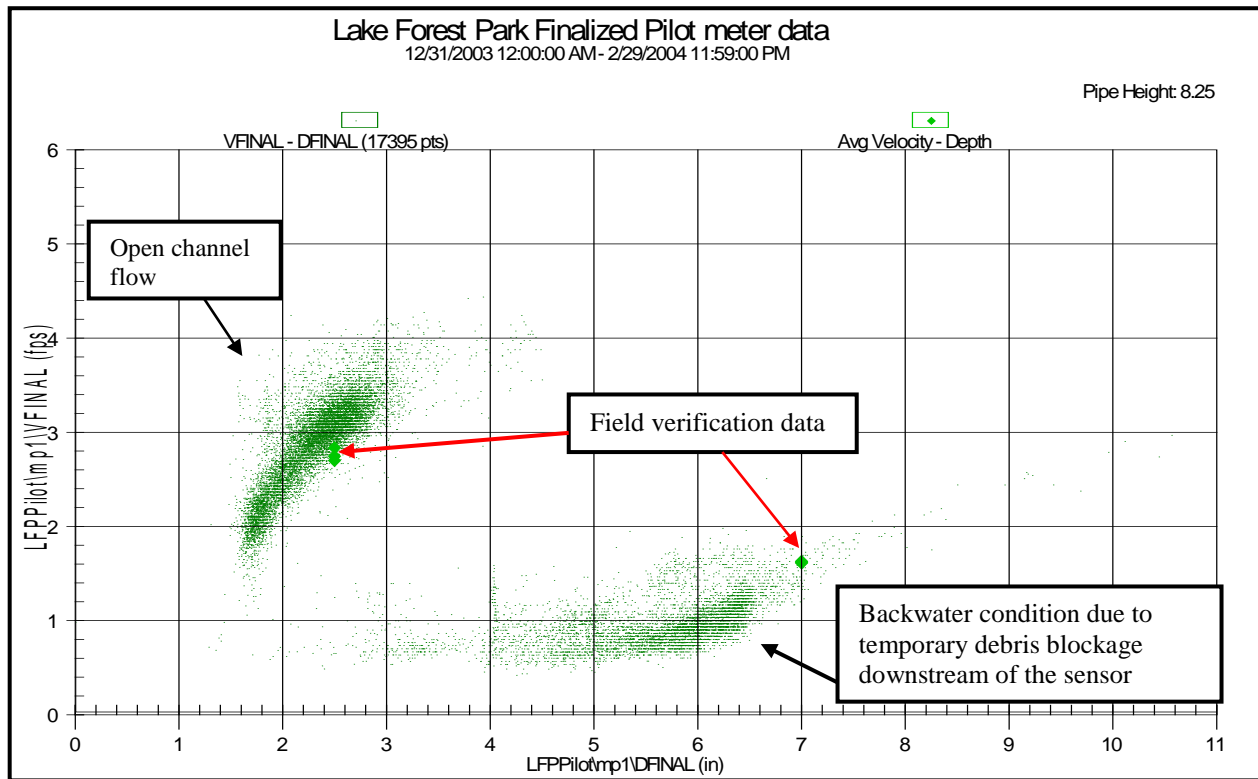 Lake Forest Park Finalized Pilot meter data
12/31/2003 12:00:00 AM - 2/29/2004 11:59:00 PM
Pipe Height: 8.25
VFINAL - DFINAL (17395 pts)
Avg Velocity - Depth
LFPPilot\mp1\VFINAL (fps)
6
5
4
3
2
1
0
Open channel
flow
Field verification data
Backwater condition due to
temporary debris blockage
downstream of the sensor
0 1 2 3 4 5 6 7 8 9 10 11
LFPPilot\mp1\DFINAL (in)